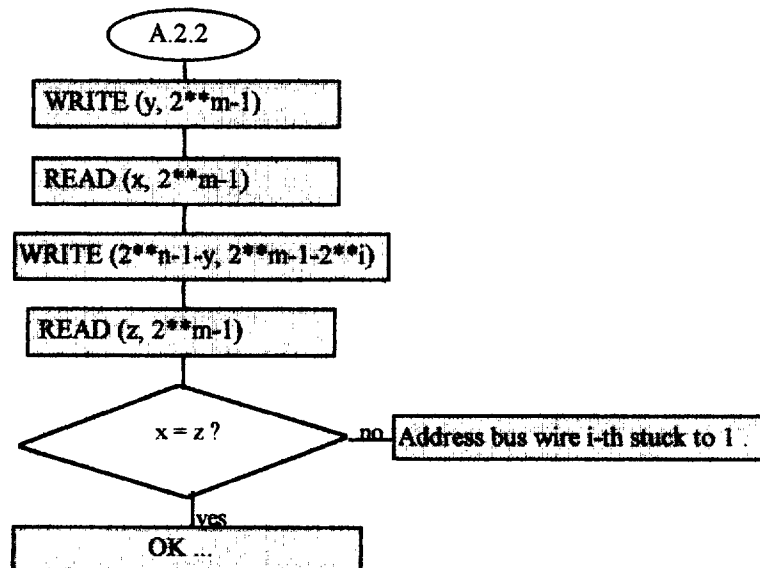 A.2.2
WRITE (y, 2**m-1)
READ (x, 2**m-1)
WRITE (2**n-1-y, 2**m-1-2**i)
READ (z, 2**m-1)
x = z ?
no
Address bus wire i-th stuck to 1 .
yes
OK ...